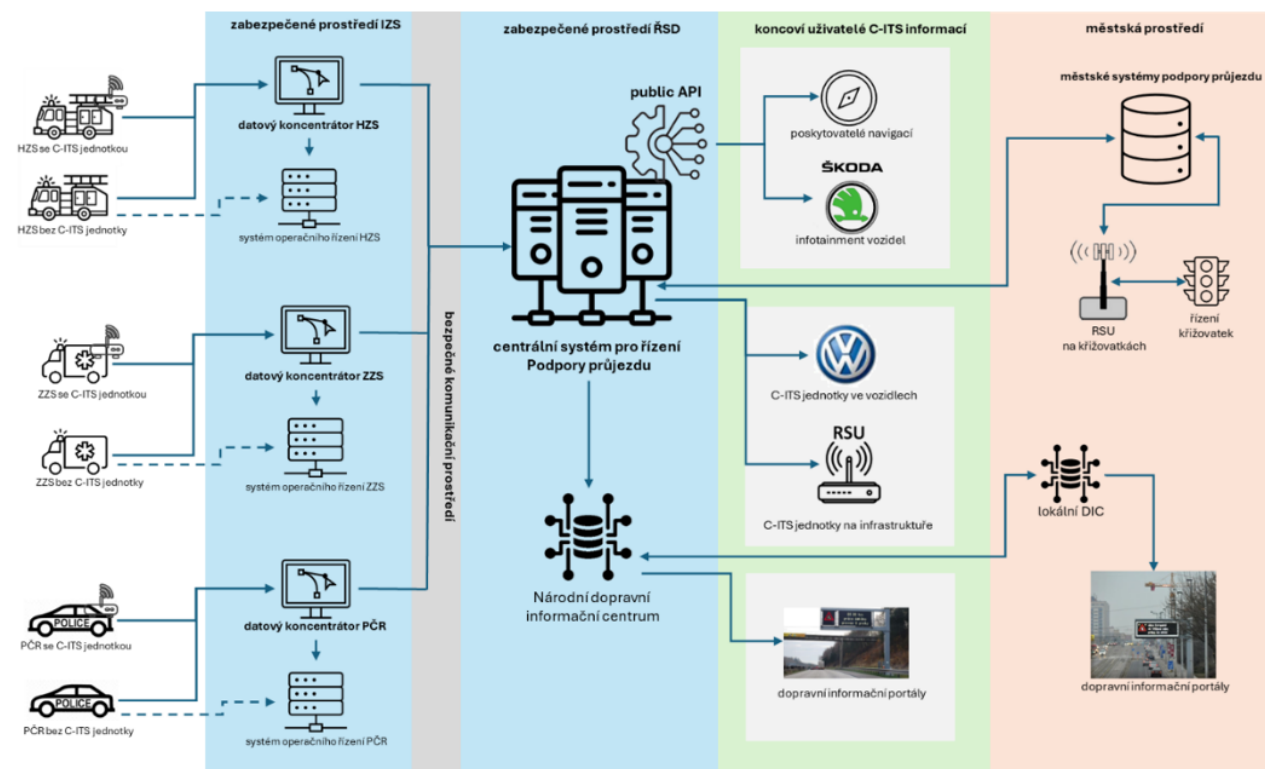 zabezpečené prostředí IZS
zabezpečené prostředí ŘSD
koncoví uživatelé C-ITS informací
městská prostředí
HZS se C-ITS jednotkou
HZS bez C-ITS jednotky
datový koncentrátor HZS
systém operačního řízení HZS
ZZS se C-ITS jednotkou
ZZS bez C-ITS jednotky
datový koncentrátor ZZS
systém operačního řízení ZZS
POLICE
PČR se C-ITS jednotkou
POLICE
PČR bez C-ITS jednotky
datový koncentrátor PČR
systém operačního řízení PČR
bezpečné komunikační prostředí
public API
centrální systém pro řízení
Podpory průjezdu
Národní dopravní
informační centrum
poskytovatelé navigací
ŠKODA
infotainment vozidel
C-ITS jednotky ve vozidlech
RSU
C-ITS jednotky na infrastruktuře
dopravní informační portály
městské systémy podpory průjezdu
RSU
na křižovatkách
řízení
křižovatek
lokální DIC
dopravní informační portály